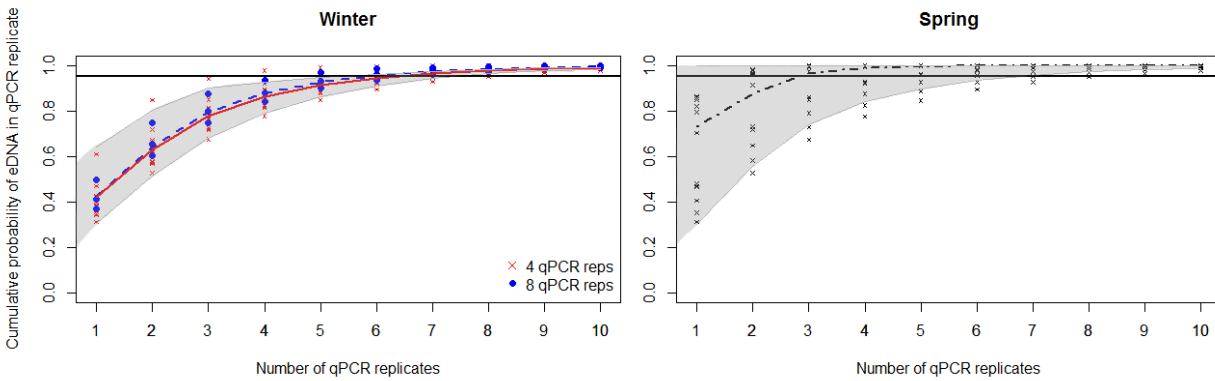 Winter
Spring
Cumulative probability of eDNA in qPCR replicate
1.0
0.8
0.6
0.4
0.2
0.0
4 qPCR reps
8 qPCR reps
1 2 3 4 5 6 7 8 9 10
Number of qPCR replicates
1.0
0.8
0.6
0.4
0.2
0.0
1 2 3 4 5 6 7 8 9 10
Number of qPCR replicates